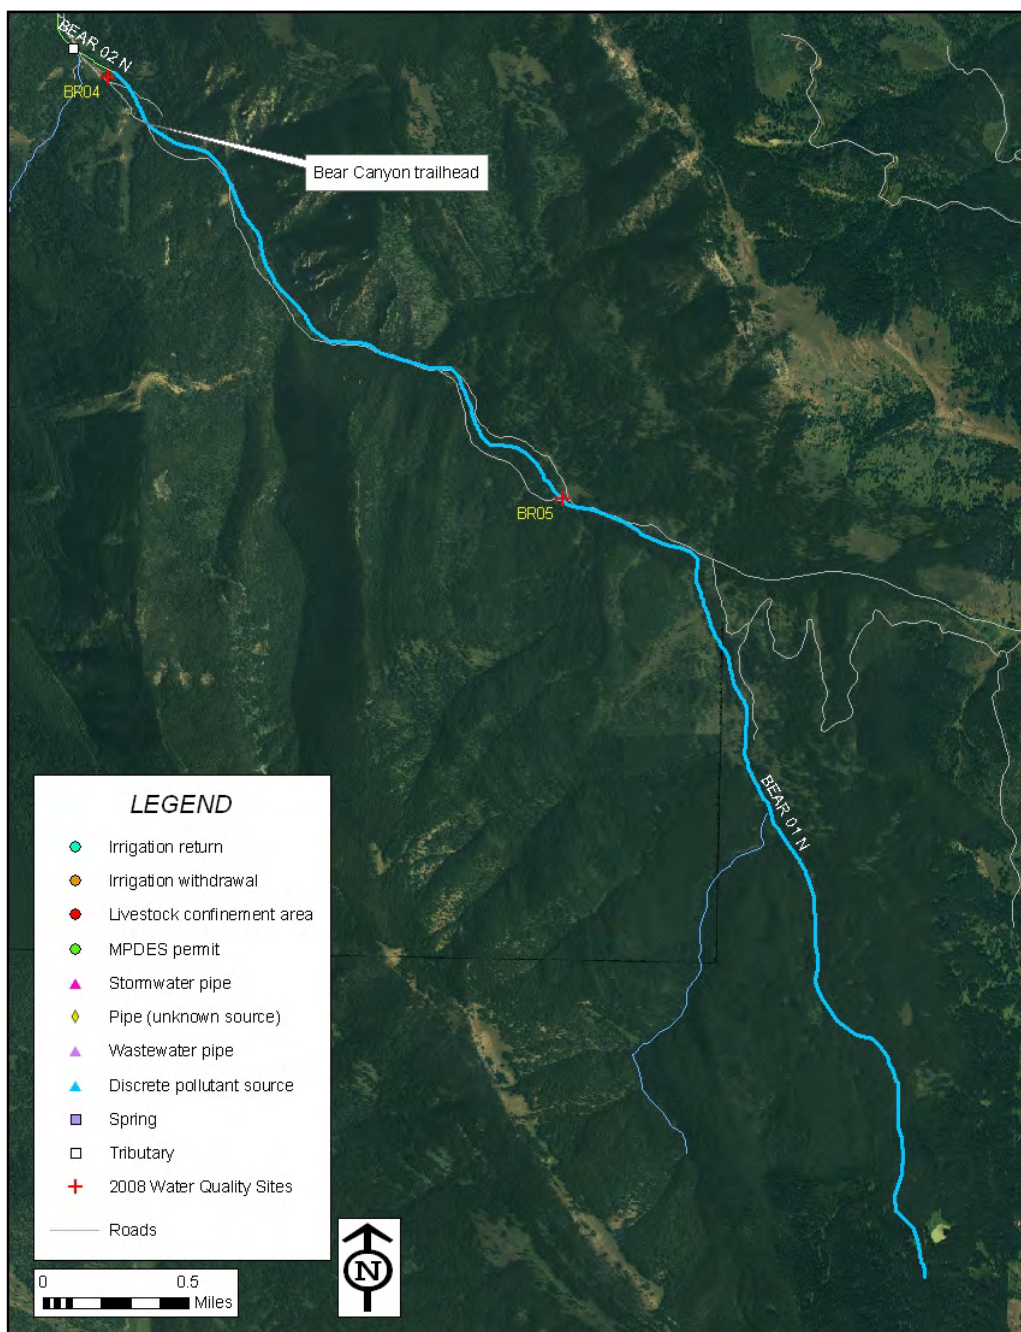 BEAR 02 N
BR04
Bear Canyon trailhead
BR05
BEAR 01 N
LEGEND
Irrigation return
Irrigation withdrawal
Livestock confinement area
MPDES permit
Stormwater pipe
Pipe (unknown source)
Wastewater pipe
Discrete pollutant source
Spring
Tributary
2008 Water Quality Sites
Roads
0 0.5
Miles
N